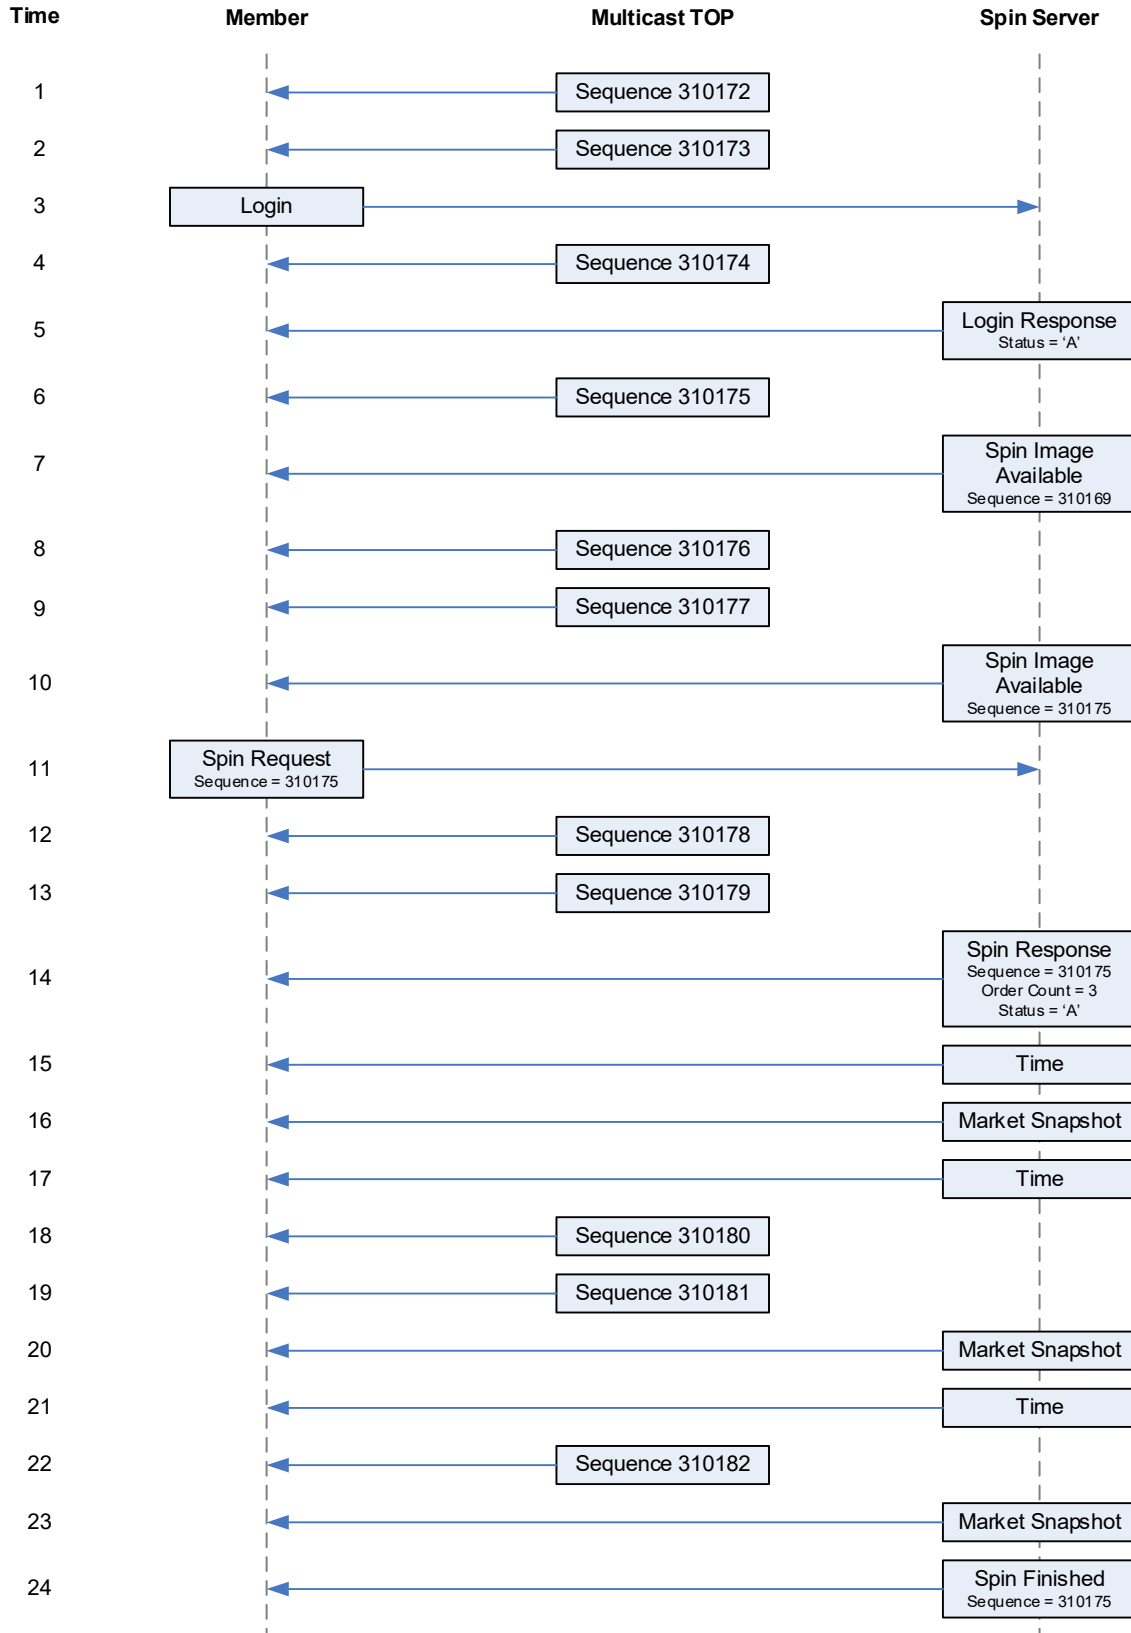 Time Member Multicast TOP Spin Server
1 Sequence 310172
2 Sequence 310173
3 Login
4 Sequence 310174
5 Login Response
Status = ‘A’
6 Sequence 310175
7 Spin Image
Available
Sequence = 310169
8 Sequence 310176
9 Sequence 310177
10 Spin Image
Available
Sequence = 310175
11 Spin Request
Sequence = 310175
12 Sequence 310178
13 Sequence 310179
14 Spin Response
Sequence = 310175
Order Count = 3
Status = ‘A’
15 Time
16 Market Snapshot
17 Time
18 Sequence 310180
19 Sequence 310181
20 Market Snapshot
21 Time
22 Sequence 310182
23 Market Snapshot
24 Spin Finished
Sequence = 310175